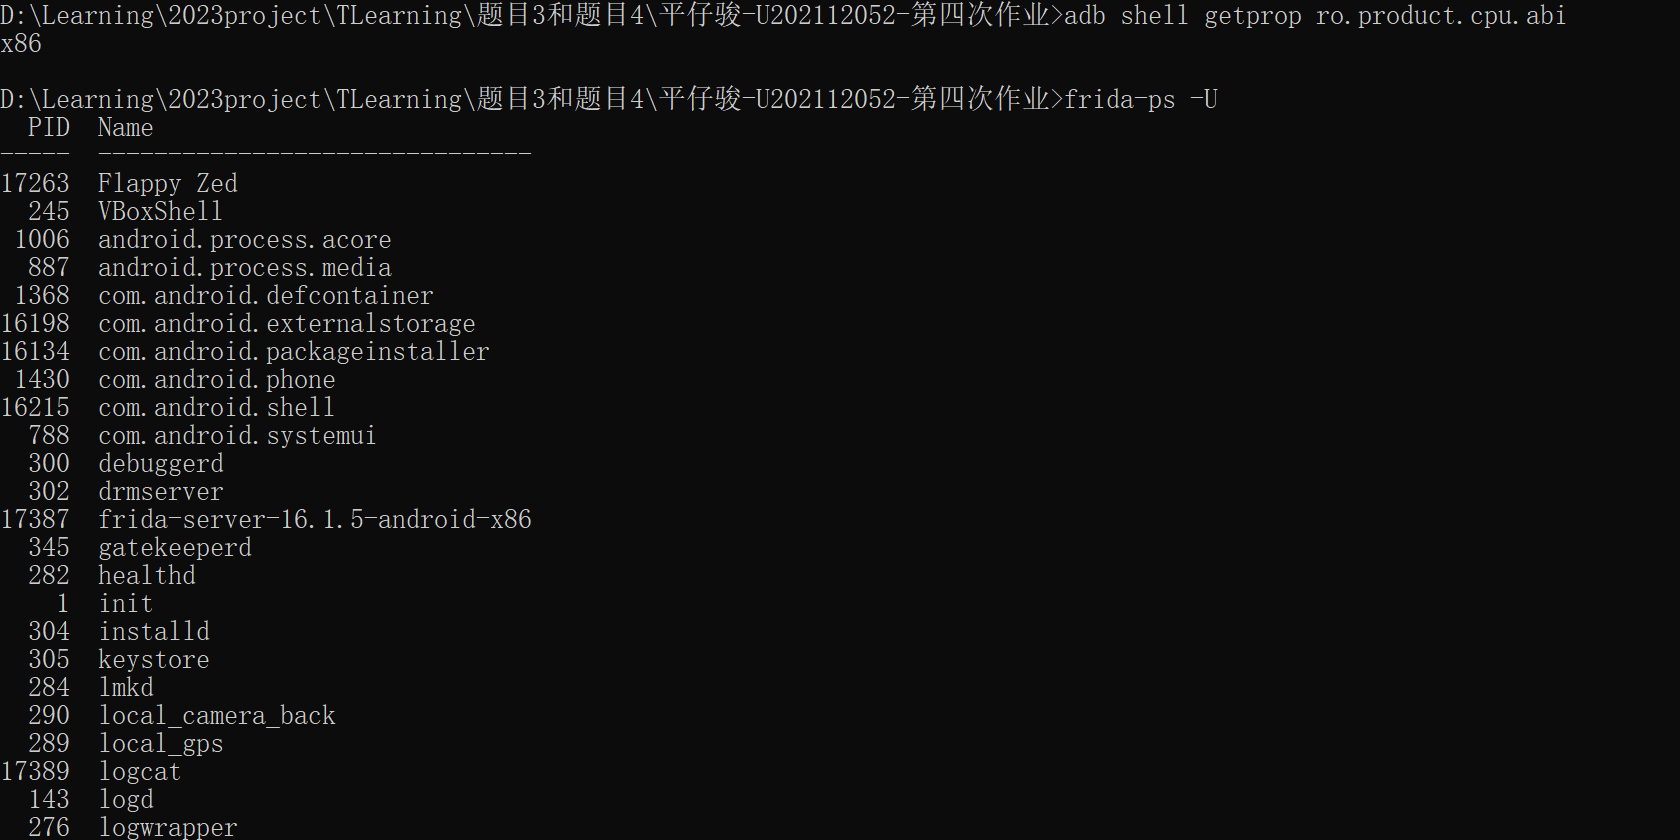 D:\Learning\2023project\TLearning\题目3和题目4\平仔骏-U202112052-第四次作业>adb shell getprop ro.product.cpu.abi
x86
D:\Learning\2023project\TLearning\题目3和题目4\平仔骏-U202112052-第四次作业>frida-ps -U
  PID  Name
-----  -------------------------------
17263  Flappy Zed
  245  VBoxShell
 1006  android.process.acore
  887  android.process.media
 1368  com.android.defcontainer
16198  com.android.externalstorage
16134  com.android.packageinstaller
 1430  com.android.phone
16215  com.android.shell
  788  com.android.systemui
  300  debuggerd
  302  drmserver
17387  frida-server-16.1.5-android-x86
  345  gatekeeperd
  282  healthd
    1  init
  304  installd
  305  keystore
  284  lmkd
  290  local_camera_back
  289  local_gps
17389  logcat
  143  logd
  276  logwrapper